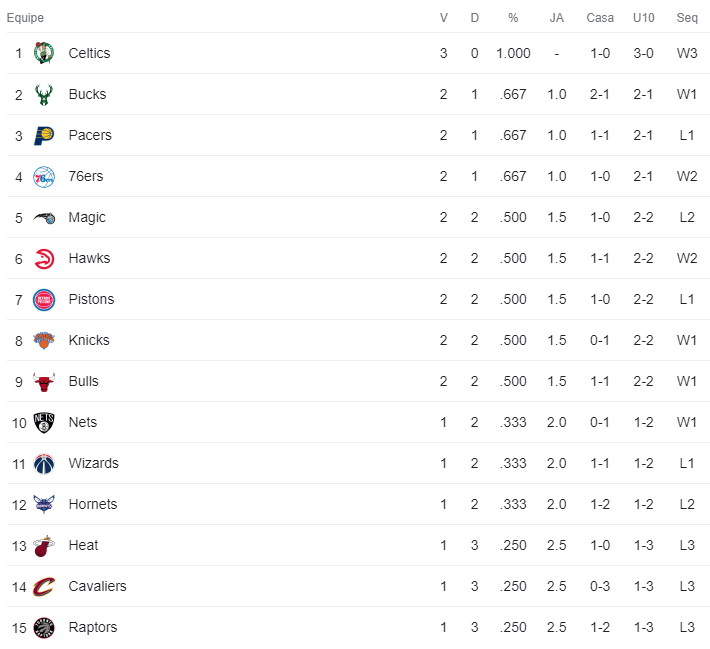 Equipe V D % JA Casa U10 Seq
1 Celtics 3 0 1.000 - 1-0 3-0 W3
2 Bucks 2 1 .667 1.0 2-1 2-1 W1
3 Pacers 2 1 .667 1.0 1-1 2-1 L1
4 76ers 2 1 .667 1.0 1-0 2-1 W2
5 Magic 2 2 .500 1.5 1-0 2-2 L2
6 Hawks 2 2 .500 1.5 1-1 2-2 W2
7 Pistons 2 2 .500 1.5 1-0 2-2 L1
8 Knicks 2 2 .500 1.5 0-1 2-2 W1
9 Bulls 2 2 .500 1.5 1-1 2-2 W1
10 NETS Nets 1 2 .333 2.0 0-1 1-2 W1
11 Wizards 1 2 .333 2.0 1-1 1-2 L1
12 Hornets 1 2 .333 2.0 1-2 1-2 L2
13 Heat 1 3 .250 2.5 1-0 1-3 L3
14 Cavaliers 1 3 .250 2.5 0-3 1-3 L3
15 Raptors 1 3 .250 2.5 1-2 1-3 L3